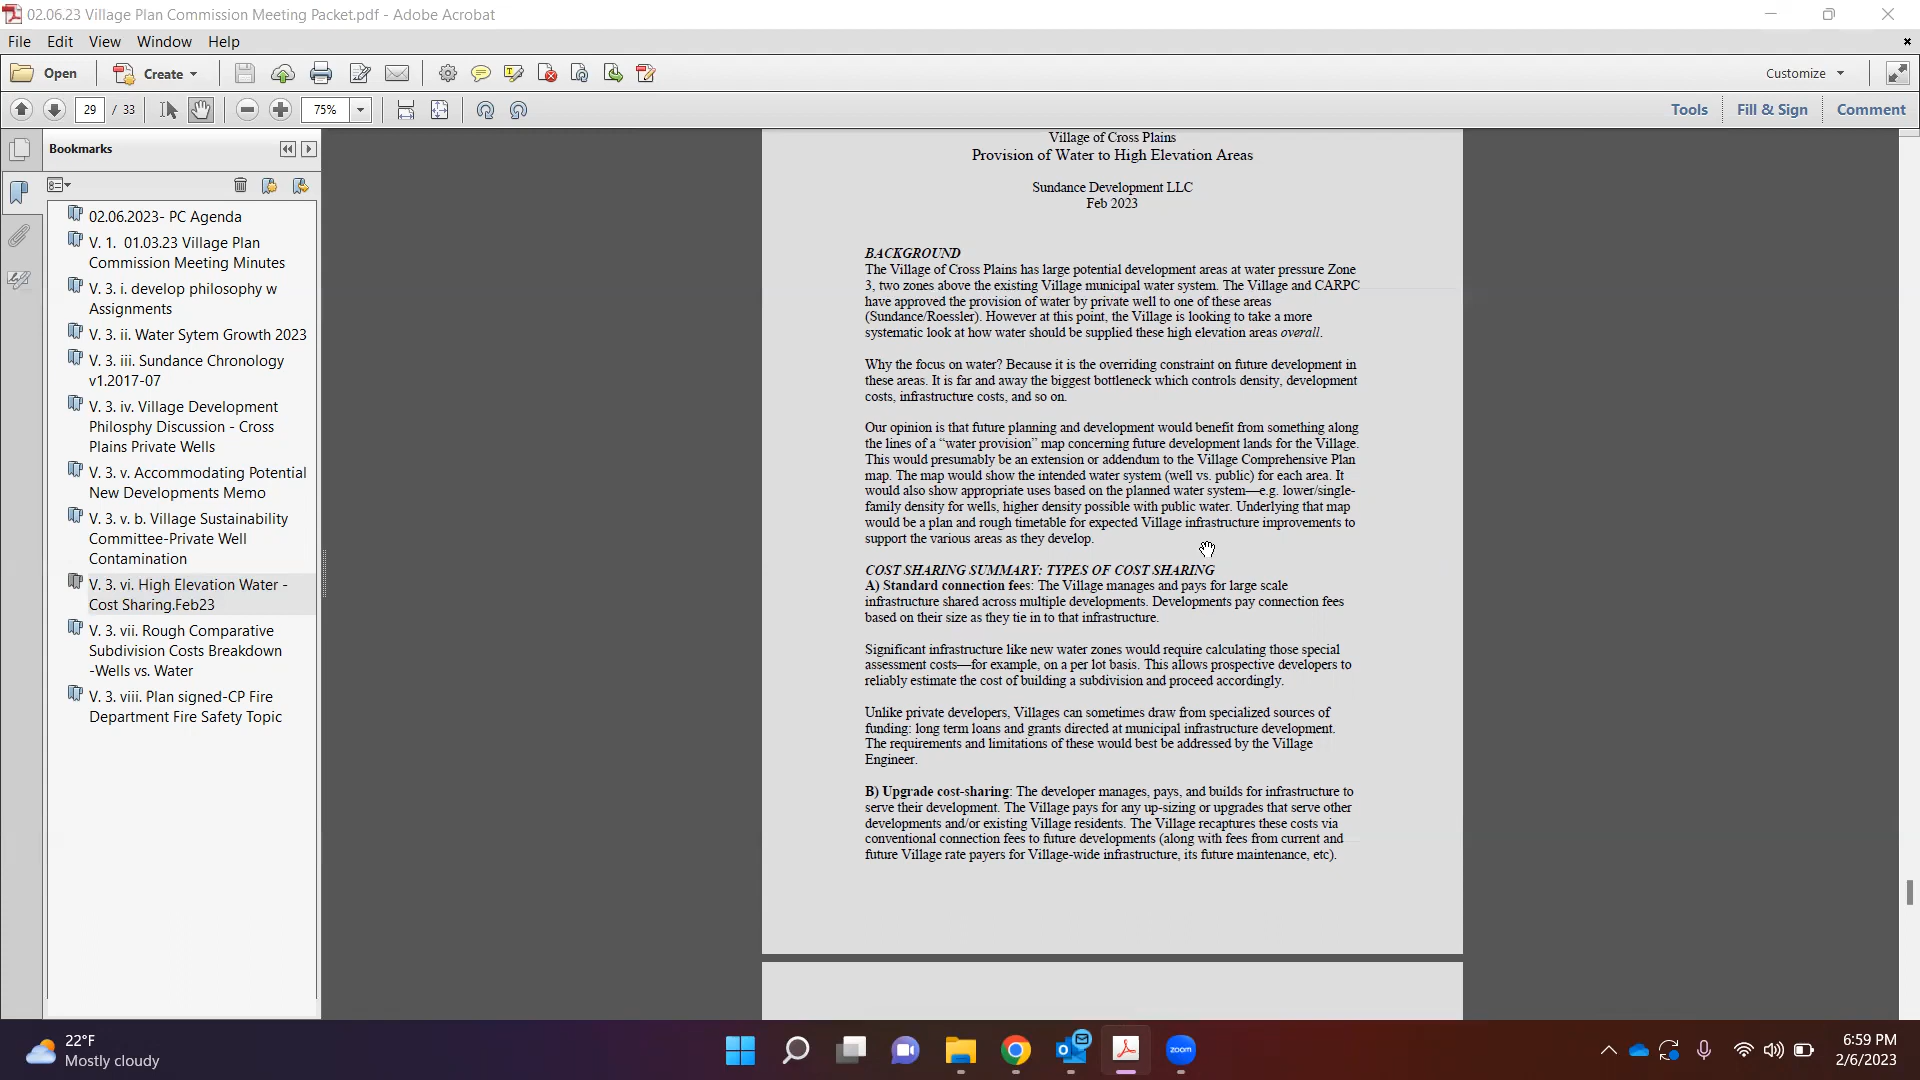 02.06.23 Village Plan Commission Meeting Packet.pdf - Adobe Acrobat
File Edit View Window Help
Open Create Customize
29 / 33 75% Tools Fill & Sign Comment
Bookmarks
02.06.2023- PC Agenda
V. 1. 01.03.23 Village Plan
Commission Meeting Minutes
V. 3. i. develop philosophy w
Assignments
V. 3. ii. Water Sytem Growth 2023
V. 3. iii. Sundance Chronology
v1.2017-07
V. 3. iv. Village Development
Philosphy Discussion - Cross
Plains Private Wells
V. 3. v. Accommodating Potential
New Developments Memo
V. 3. v. b. Village Sustainability
Committee-Private Well
Contamination
V. 3. vi. High Elevation Water -
Cost Sharing.Feb23
V. 3. vii. Rough Comparative
Subdivision Costs Breakdown
-Wells vs. Water
V. 3. viii. Plan signed-CP Fire
Department Fire Safety Topic
Village of Cross Plains
Provision of Water to High Elevation Areas
Sundance Development LLC
Feb 2023
BACKGROUND
The Village of Cross Plains has large potential development areas at water pressure Zone
3, two zones above the existing Village municipal water system. The Village and CARPC
have approved the provision of water by private well to one of these areas
(Sundance/Roessler). However at this point, the Village is looking to take a more
systematic look at how water should be supplied these high elevation areas overall.
Why the focus on water? Because it is the overriding constraint on future development in
these areas. It is far and away the biggest bottleneck which controls density, development
costs, infrastructure costs, and so on.
Our opinion is that future planning and development would benefit from something along
the lines of a “water provision” map concerning future development lands for the Village.
This would presumably be an extension or addendum to the Village Comprehensive Plan
map. The map would show the intended water system (well vs. public) for each area. It
would also show appropriate uses based on the planned water system—e.g. lower/single-
family density for wells, higher density possible with public water. Underlying that map
would be a plan and rough timetable for expected Village infrastructure improvements to
support the various areas as they develop.
COST SHARING SUMMARY: TYPES OF COST SHARING
A) Standard connection fees: The Village manages and pays for large scale
infrastructure shared across multiple developments. Developments pay connection fees
based on their size as they tie in to that infrastructure.
Significant infrastructure like new water zones would require calculating those special
assessment costs—for example, on a per lot basis. This allows prospective developers to
reliably estimate the cost of building a subdivision and proceed accordingly.
Unlike private developers, Villages can sometimes draw from specialized sources of
funding: long term loans and grants directed at municipal infrastructure development.
The requirements and limitations of these would best be addressed by the Village
Engineer.
B) Upgrade cost-sharing: The developer manages, pays, and builds for infrastructure to
serve their development. The Village pays for any up-sizing or upgrades that serve other
developments and/or existing Village residents. The Village recaptures these costs via
conventional connection fees to future developments (along with fees from current and
future Village rate payers for Village-wide infrastructure, its future maintenance, etc).
22°F
Mostly cloudy
zoom
6:59 PM
2/6/2023